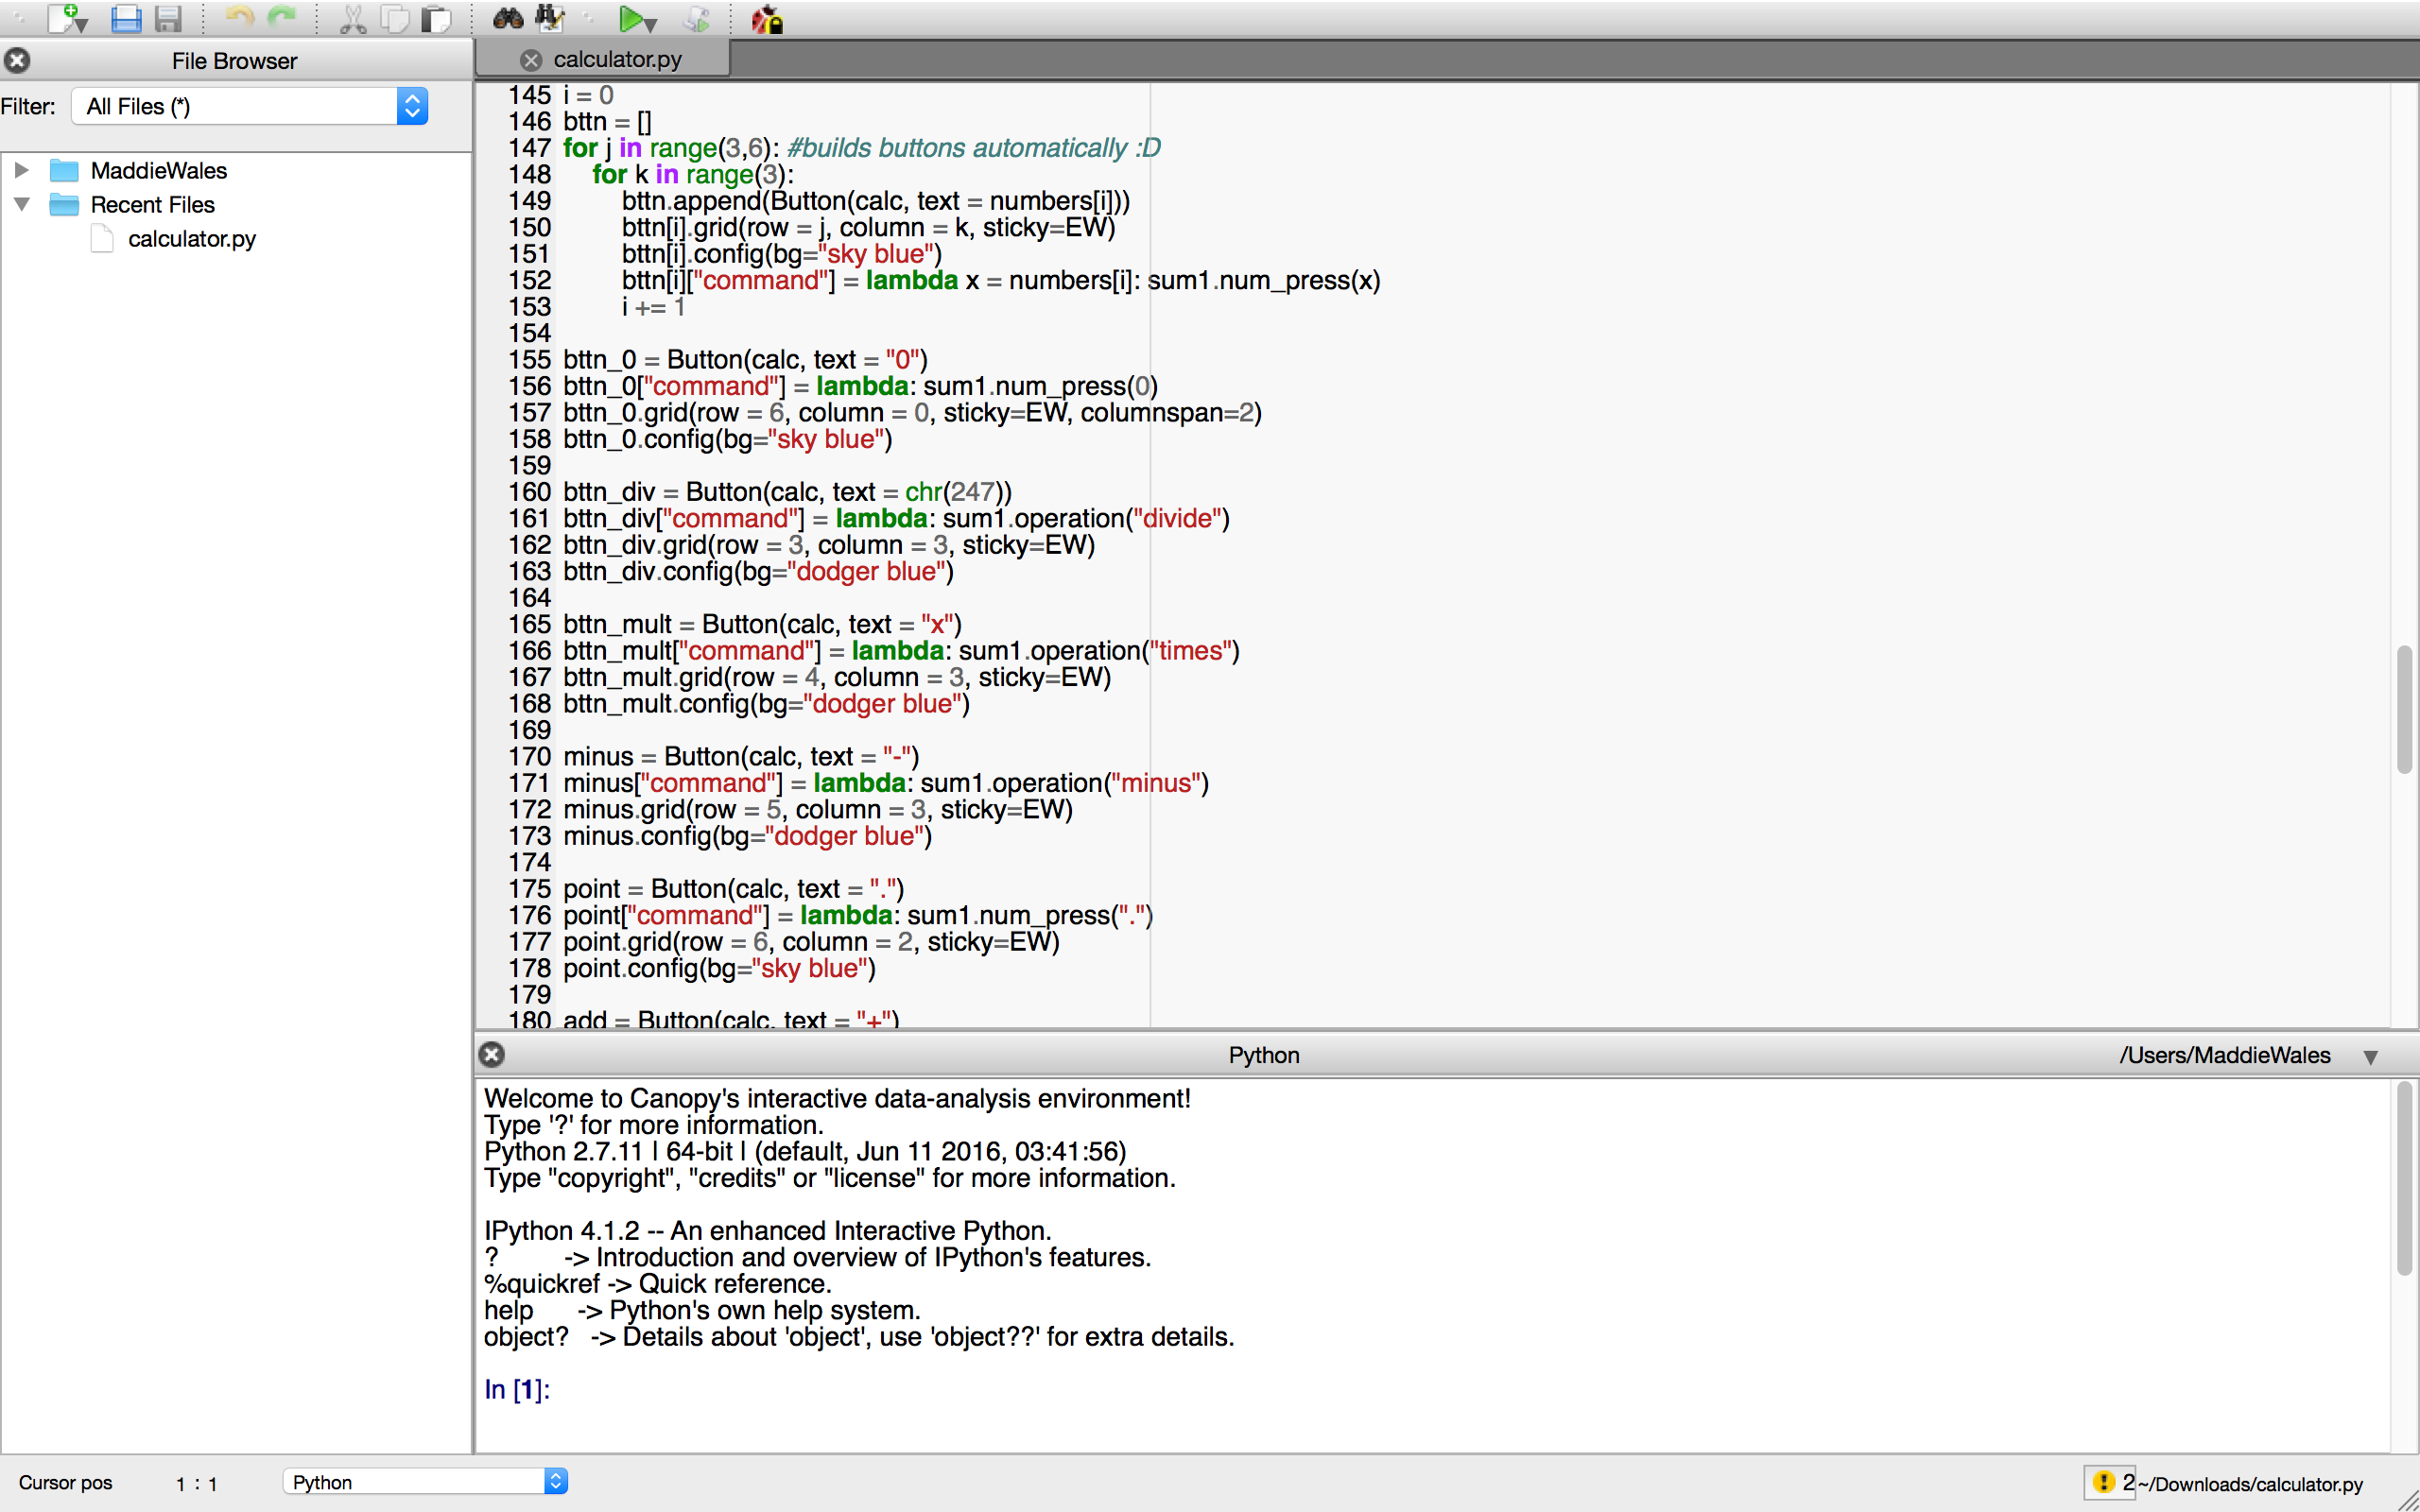 File Browser
Filter: All Files (*)
MaddieWales
Recent Files
calculator.py
calculator.py
145 i = 0
146 bttn = []
147 for j in range(3,6): #builds buttons automatically :D
148     for k in range(3):
149         bttn.append(Button(calc, text = numbers[i]))
150         bttn[i].grid(row = j, column = k, sticky=EW)
151         bttn[i].config(bg="sky blue")
152         bttn[i]["command"] = lambda x = numbers[i]: sum1.num_press(x)
153         i += 1
154
155 bttn_0 = Button(calc, text = "0")
156 bttn_0["command"] = lambda: sum1.num_press(0)
157 bttn_0.grid(row = 6, column = 0, sticky=EW, columnspan=2)
158 bttn_0.config(bg="sky blue")
159
160 bttn_div = Button(calc, text = chr(247))
161 bttn_div["command"] = lambda: sum1.operation("divide")
162 bttn_div.grid(row = 3, column = 3, sticky=EW)
163 bttn_div.config(bg="dodger blue")
164
165 bttn_mult = Button(calc, text = "x")
166 bttn_mult["command"] = lambda: sum1.operation("times")
167 bttn_mult.grid(row = 4, column = 3, sticky=EW)
168 bttn_mult.config(bg="dodger blue")
169
170 minus = Button(calc, text = "-")
171 minus["command"] = lambda: sum1.operation("minus")
172 minus.grid(row = 5, column = 3, sticky=EW)
173 minus.config(bg="dodger blue")
174
175 point = Button(calc, text = ".")
176 point["command"] = lambda: sum1.num_press(".")
177 point.grid(row = 6, column = 2, sticky=EW)
178 point.config(bg="sky blue")
179
180 add = Button(calc, text = "+")
Python /Users/MaddieWales
Welcome to Canopy's interactive data-analysis environment!
Type '?' for more information.
Python 2.7.11 | 64-bit | (default, Jun 11 2016, 03:41:56)
Type "copyright", "credits" or "license" for more information.

IPython 4.1.2 -- An enhanced Interactive Python.
?         -> Introduction and overview of IPython's features.
%quickref -> Quick reference.
help      -> Python's own help system.
object?   -> Details about 'object', use 'object??' for extra details.

In [1]:
Cursor pos 1 : 1 Python 2 ~/Downloads/calculator.py